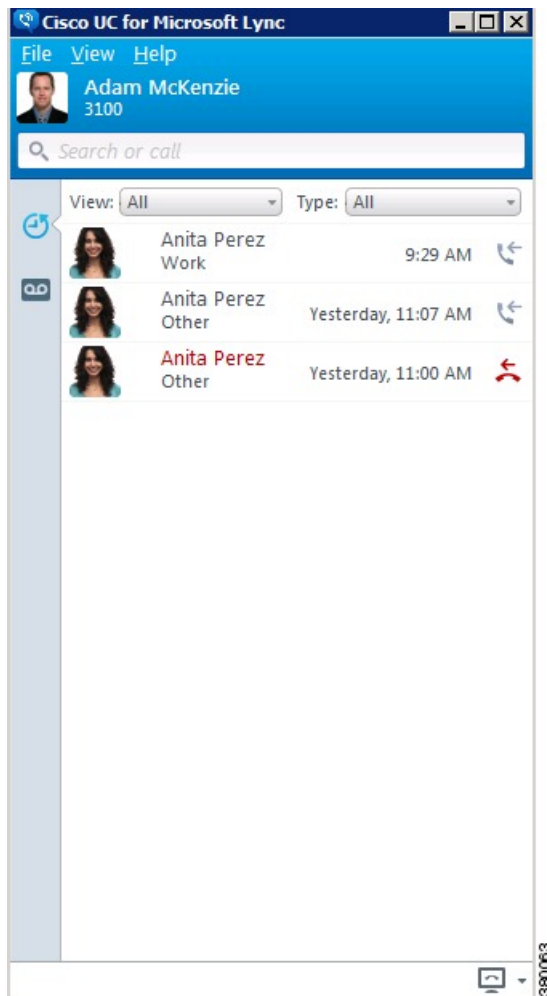 Cisco UC for Microsoft Lync
File View Help
Adam McKenzie
3100
Search or call
View: All Type: All
Anita Perez
Work 9:29 AM
Anita Perez
Other Yesterday, 11:07 AM
Anita Perez
Other Yesterday, 11:00 AM
380063